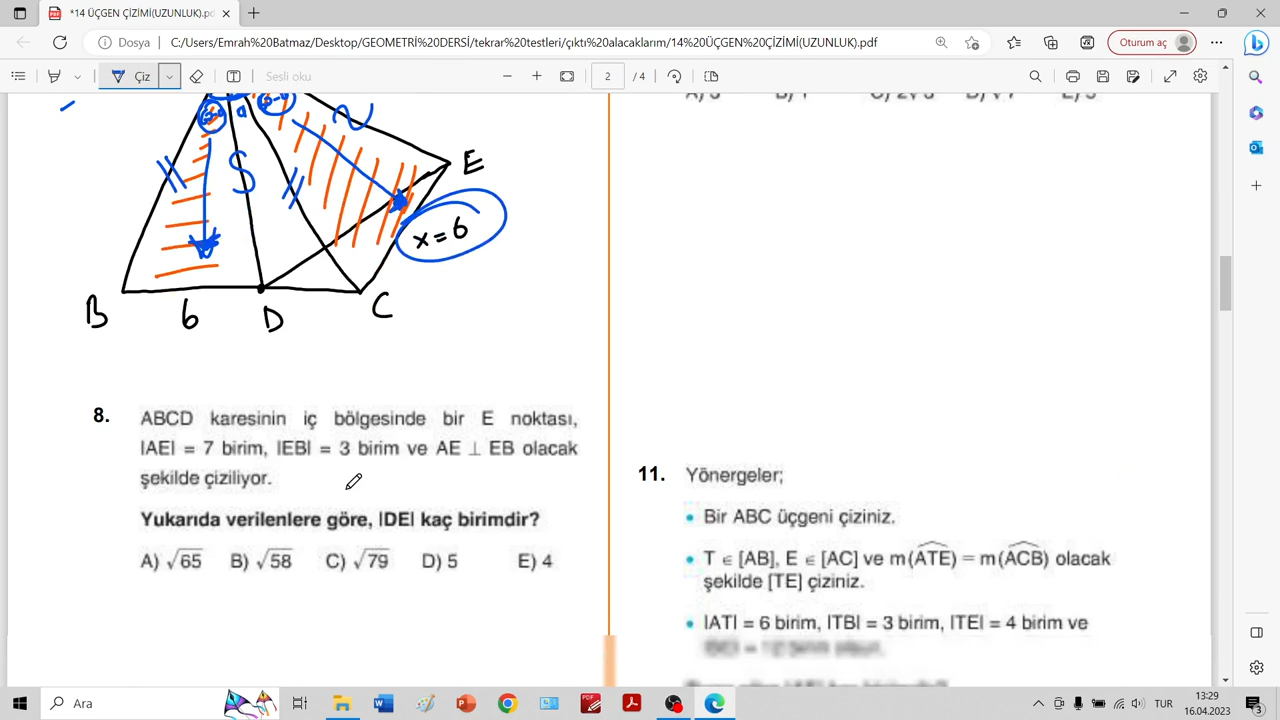 *14 ÜÇGEN ÇİZİMİ(UZUNLUK).pd
Dosya C:/Users/Emrah%20Batmaz/Desktop/GEOMETRİ%20DERSİ/tekrar%20testleri/çıktı%20alacaklarım/14%20ÜÇGEN%20ÇİZİMİ(UZUNLUK).pdf
Oturum aç
Çiz
Sesli oku
2 / 4
S
E
x=6
B 6 D C
8. ABCD karesinin iç bölgesinde bir E noktası,
|AE| = 7 birim, |EB| = 3 birim ve AE ⊥ EB olacak
şekilde çiziliyor.
Yukarıda verilenlere göre, |DE| kaç birimdir?
A) √65 B) √58 C) √79 D) 5 E) 4
11. Yönergeler;
• Bir ABC üçgeni çiziniz.
• T ∈ [AB], E ∈ [AC] ve m(ATE) = m(ACB) olacak
şekilde [TE] çiziniz.
• |AT| = 6 birim, |TB| = 3 birim, |TE| = 4 birim ve
Ara
TUR
13:29
16.04.2023
3